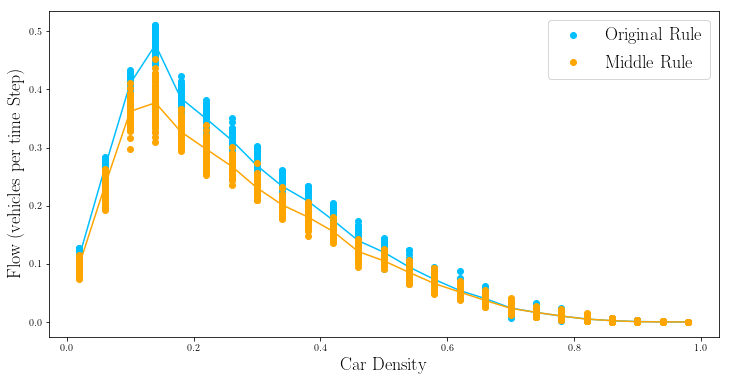 Original Rule
Middle Rule
0.5
0.4
0.3
0.2
0.1
0.0
Flow (vehicles per time Step)
0.0 0.2 0.4 0.6 0.8 1.0
Car Density